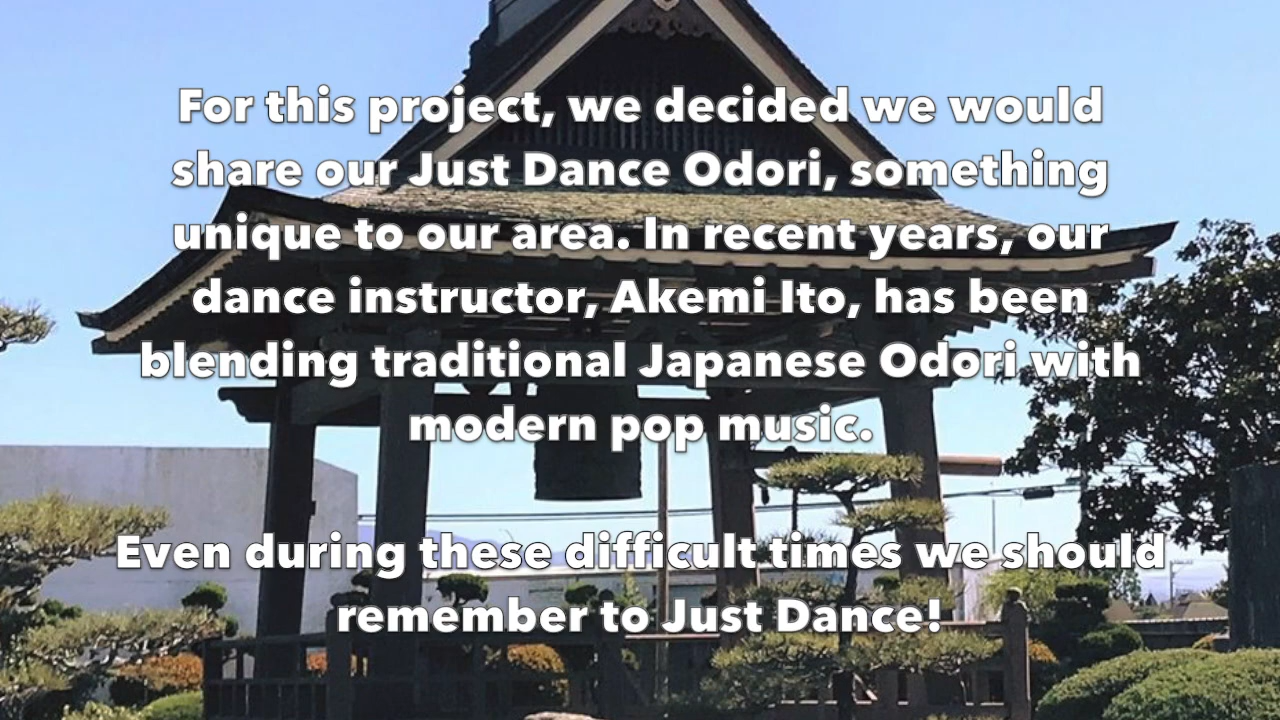 For this project, we decided we would
share our Just Dance Odori, something
unique to our area. In recent years, our
dance instructor, Akemi Ito, has been
blending traditional Japanese Odori with
modern pop music.
Even during these difficult times we should
remember to Just Dance!